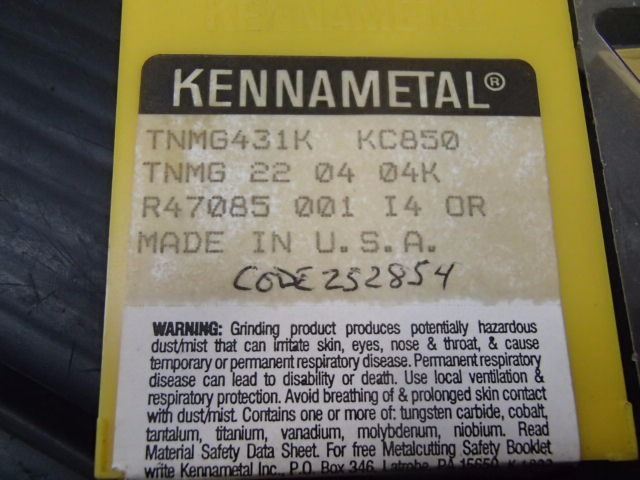 KENNAMETAL
KENNAMETAL®
TNMG431K KC850
TNMG 22 04 04K
R47085 001 I4 OR
MADE IN U.S.A.
CODE 252854
WARNING: Grinding product produces potentially hazardous
dust/mist that can irritate skin, eyes, nose & throat, & cause
temporary or permanent respiratory disease. Permanent respiratory
disease can lead to disability or death. Use local ventilation &
respiratory protection. Avoid breathing of & prolonged skin contact
with dust/mist. Contains one or more of: tungsten carbide, cobalt,
tantalum, titanium, vanadium, molybdenum, niobium. Read
Material Safety Data Sheet. For free Metalcutting Safety Booklet
write Kennametal Inc., P.O. Box 346, Latrobe, PA 15650